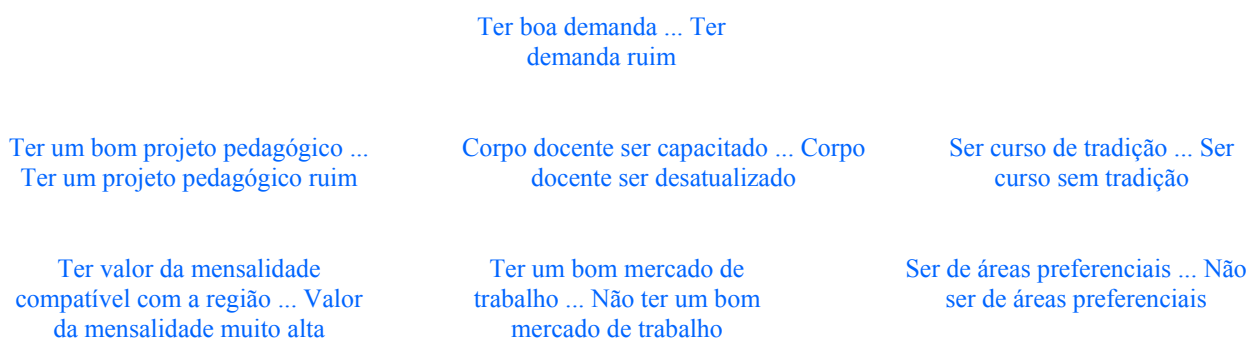 Ter boa demanda ... Ter
demanda ruim
Ter um bom projeto pedagógico ...
Ter um projeto pedagógico ruim
Corpo docente ser capacitado ... Corpo
docente ser desatualizado
Ser curso de tradição ... Ser
curso sem tradição
Ter valor da mensalidade
compatível com a região ... Valor
da mensalidade muito alta
Ter um bom mercado de
trabalho ... Não ter um bom
mercado de trabalho
Ser de áreas preferenciais ... Não
ser de áreas preferenciais